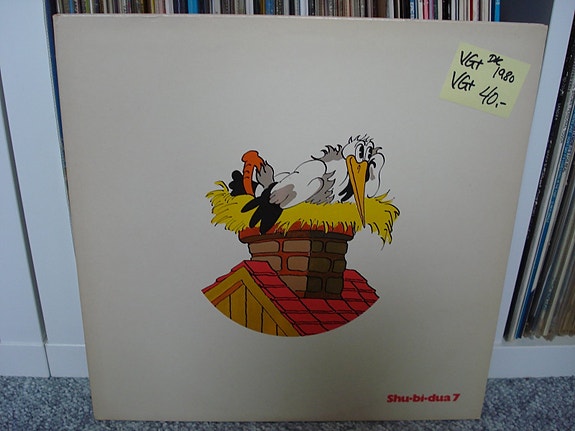 VG+ DK 1980
VG+ 40,-
Shu·bi·dua 7